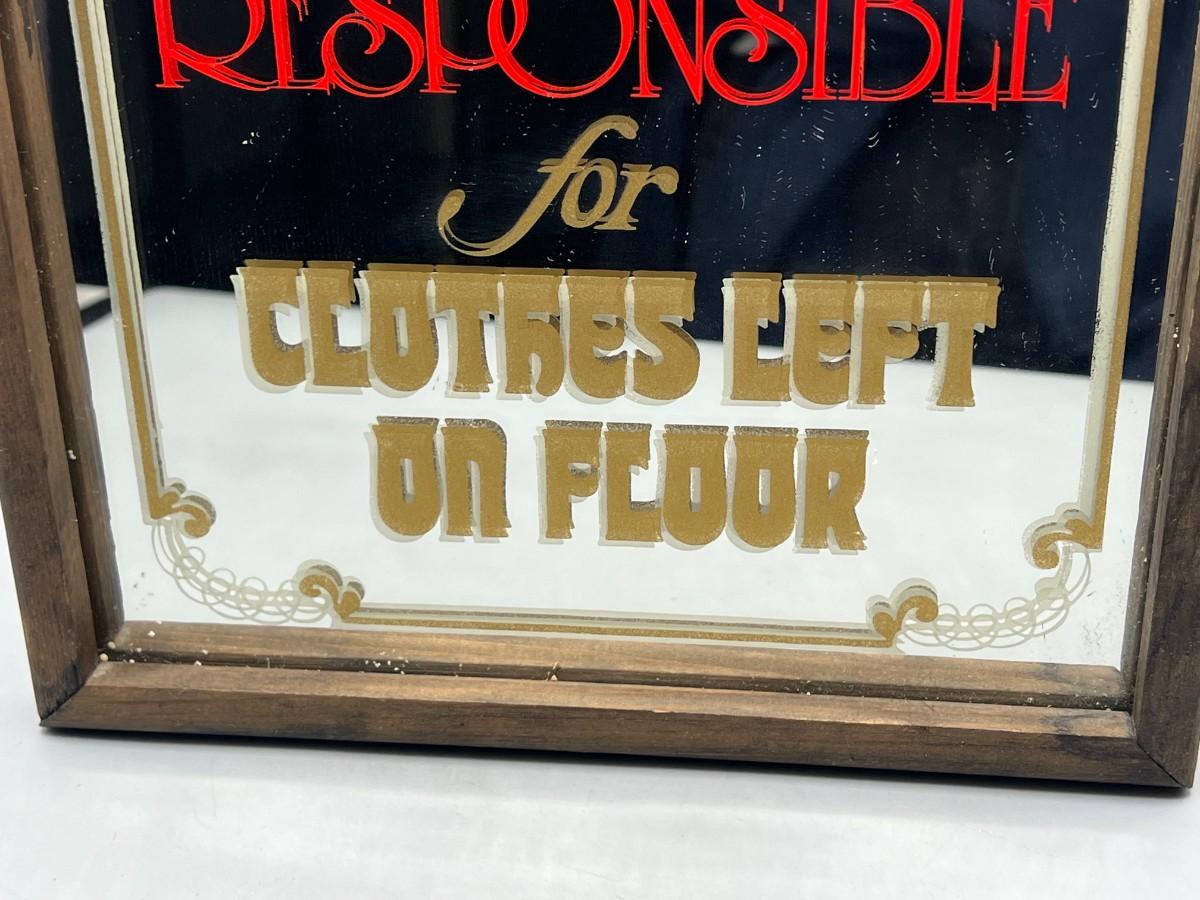 RESPONSIBLE
for
CLOTHES LEFT
ON FLOOR